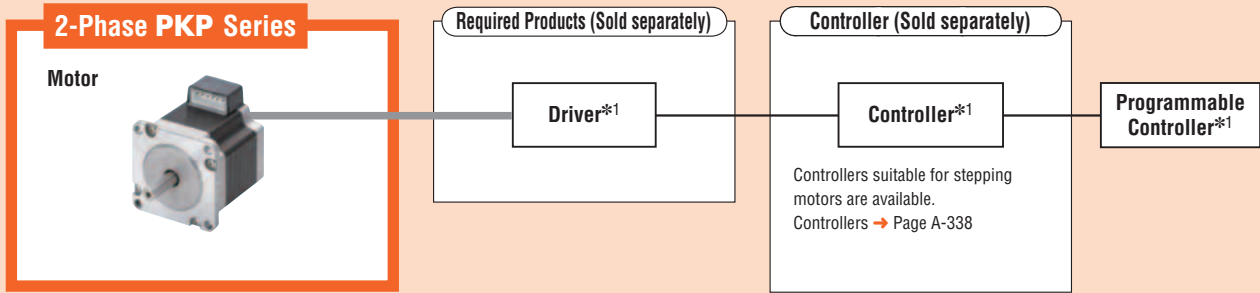 2-Phase PKP Series
Motor
Required Products (Sold separately)
Driver*1
Controller (Sold separately)
Controller*1
Controllers suitable for stepping
motors are available.
Controllers → Page A-338
Programmable
Controller*1